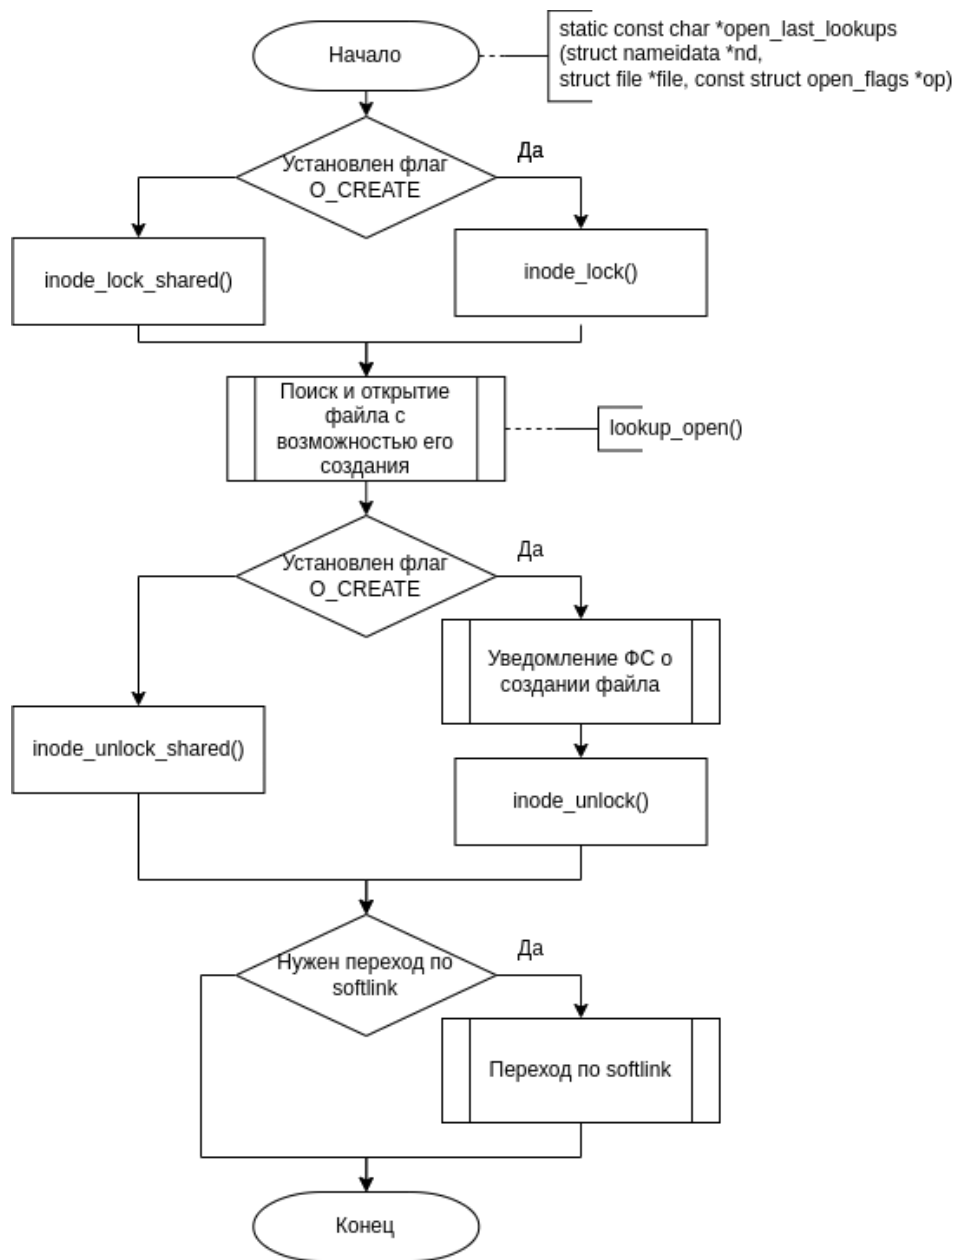 Начало
static const char *open_last_lookups
(struct nameidata *nd,
struct file *file, const struct open_flags *op)
Установлен флаг
O_CREATE
Да
inode_lock_shared()
inode_lock()
Поиск и открытие
файла с
возможностью его
создания
lookup_open()
Установлен флаг
O_CREATE
Да
Уведомление ФС о
создании файла
inode_unlock_shared()
inode_unlock()
Нужен переход по
softlink
Да
Переход по softlink
Конец